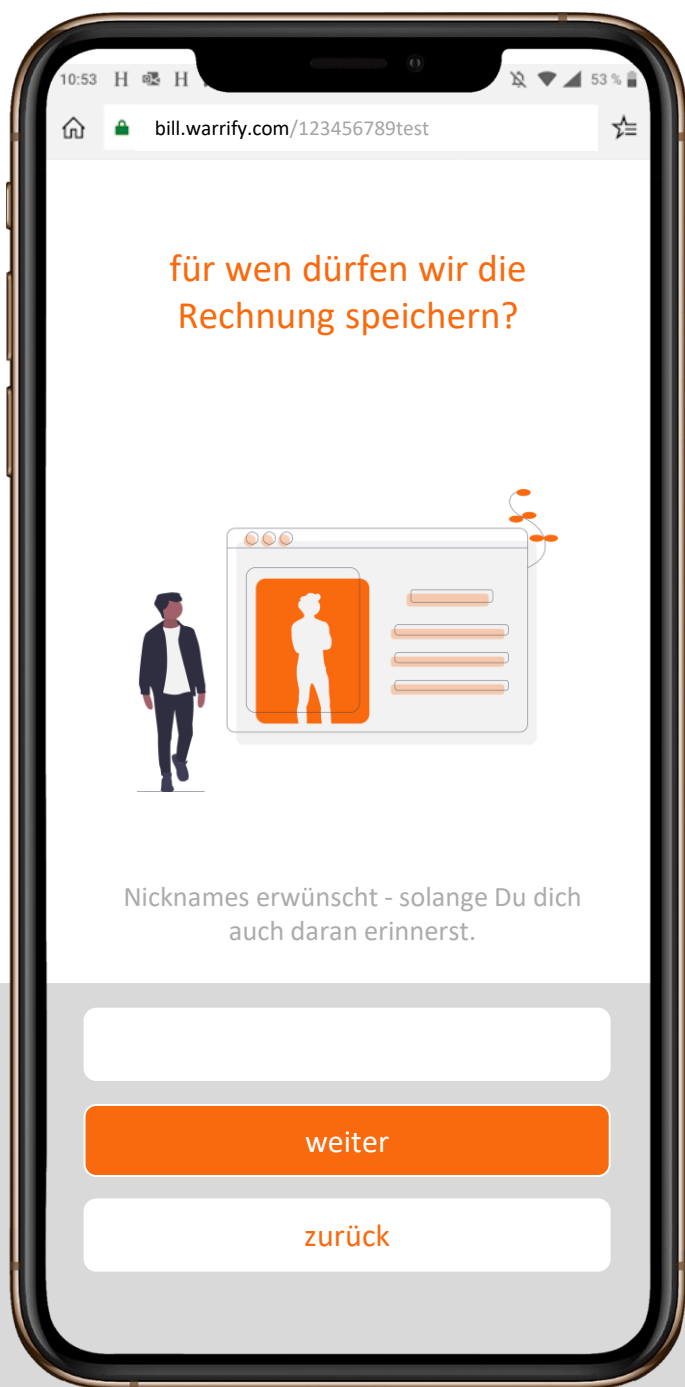 10:53 H H 53 %
bill.warrify.com/123456789test
für wen dürfen wir die
Rechnung speichern?
Nicknames erwünscht - solange Du dich
auch daran erinnerst.
weiter
zurück